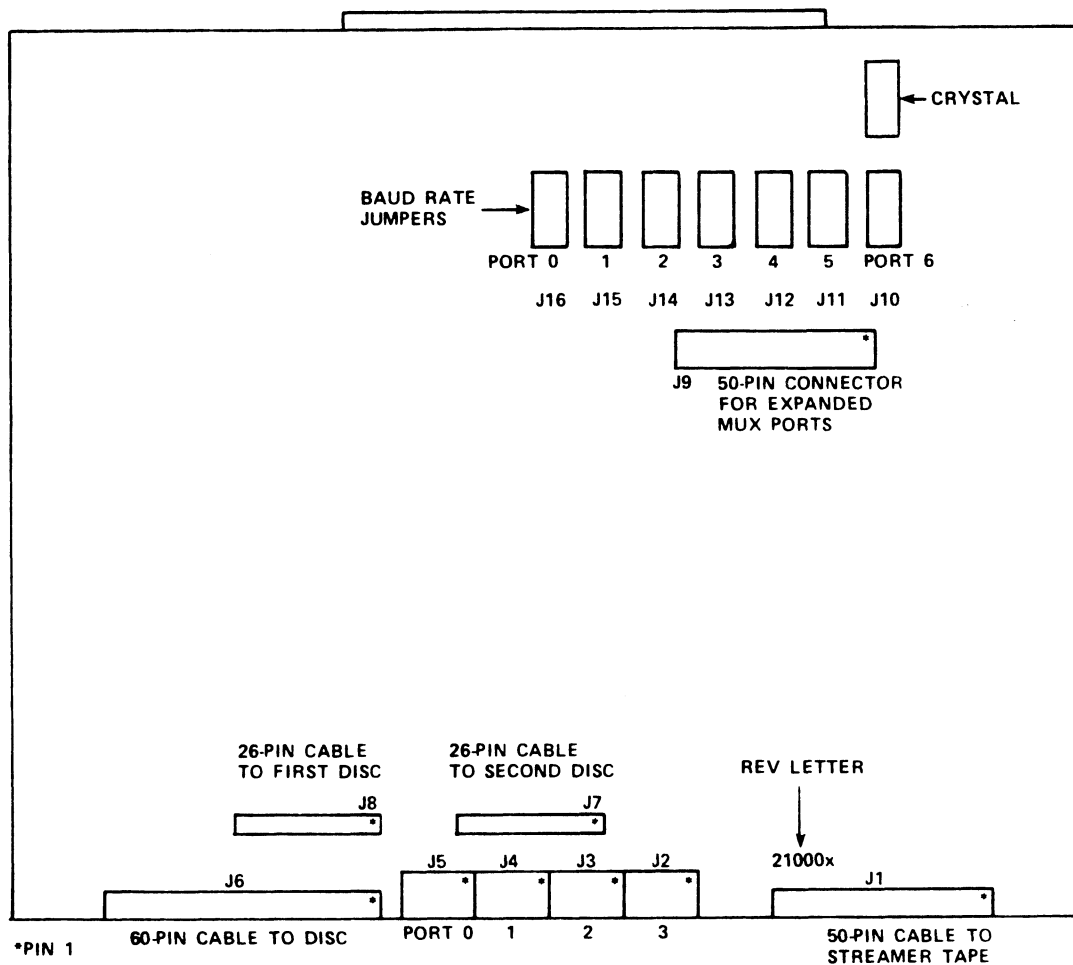 CRYSTAL
BAUD RATE
JUMPERS
PORT 0 1 2 3 4 5 PORT 6
J16 J15 J14 J13 J12 J11 J10
*
J9 50-PIN CONNECTOR
FOR EXPANDED
MUX PORTS
26-PIN CABLE
TO FIRST DISC
26-PIN CABLE
TO SECOND DISC
REV LETTER
J8
*
J7
*
21000x
J6
*
J5
*
J4
*
J3
*
J2
*
J1
*
*PIN 1
60-PIN CABLE TO DISC
PORT 0 1 2 3
50-PIN CABLE TO
STREAMER TAPE